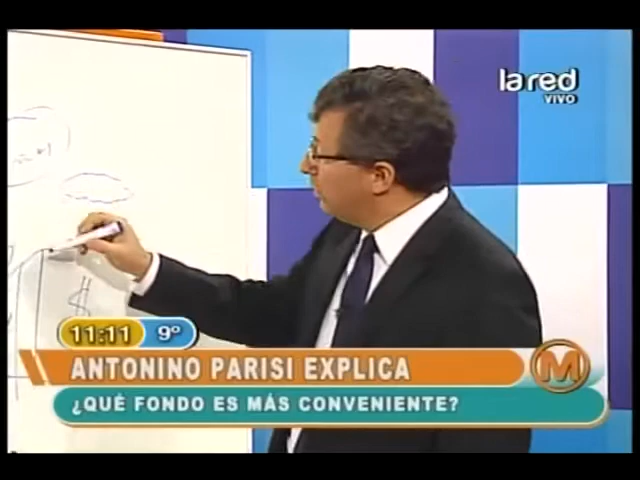 la red
VIVO
11:11 9°
ANTONINO PARISI EXPLICA
M
¿QUÉ FONDO ES MÁS CONVENIENTE?